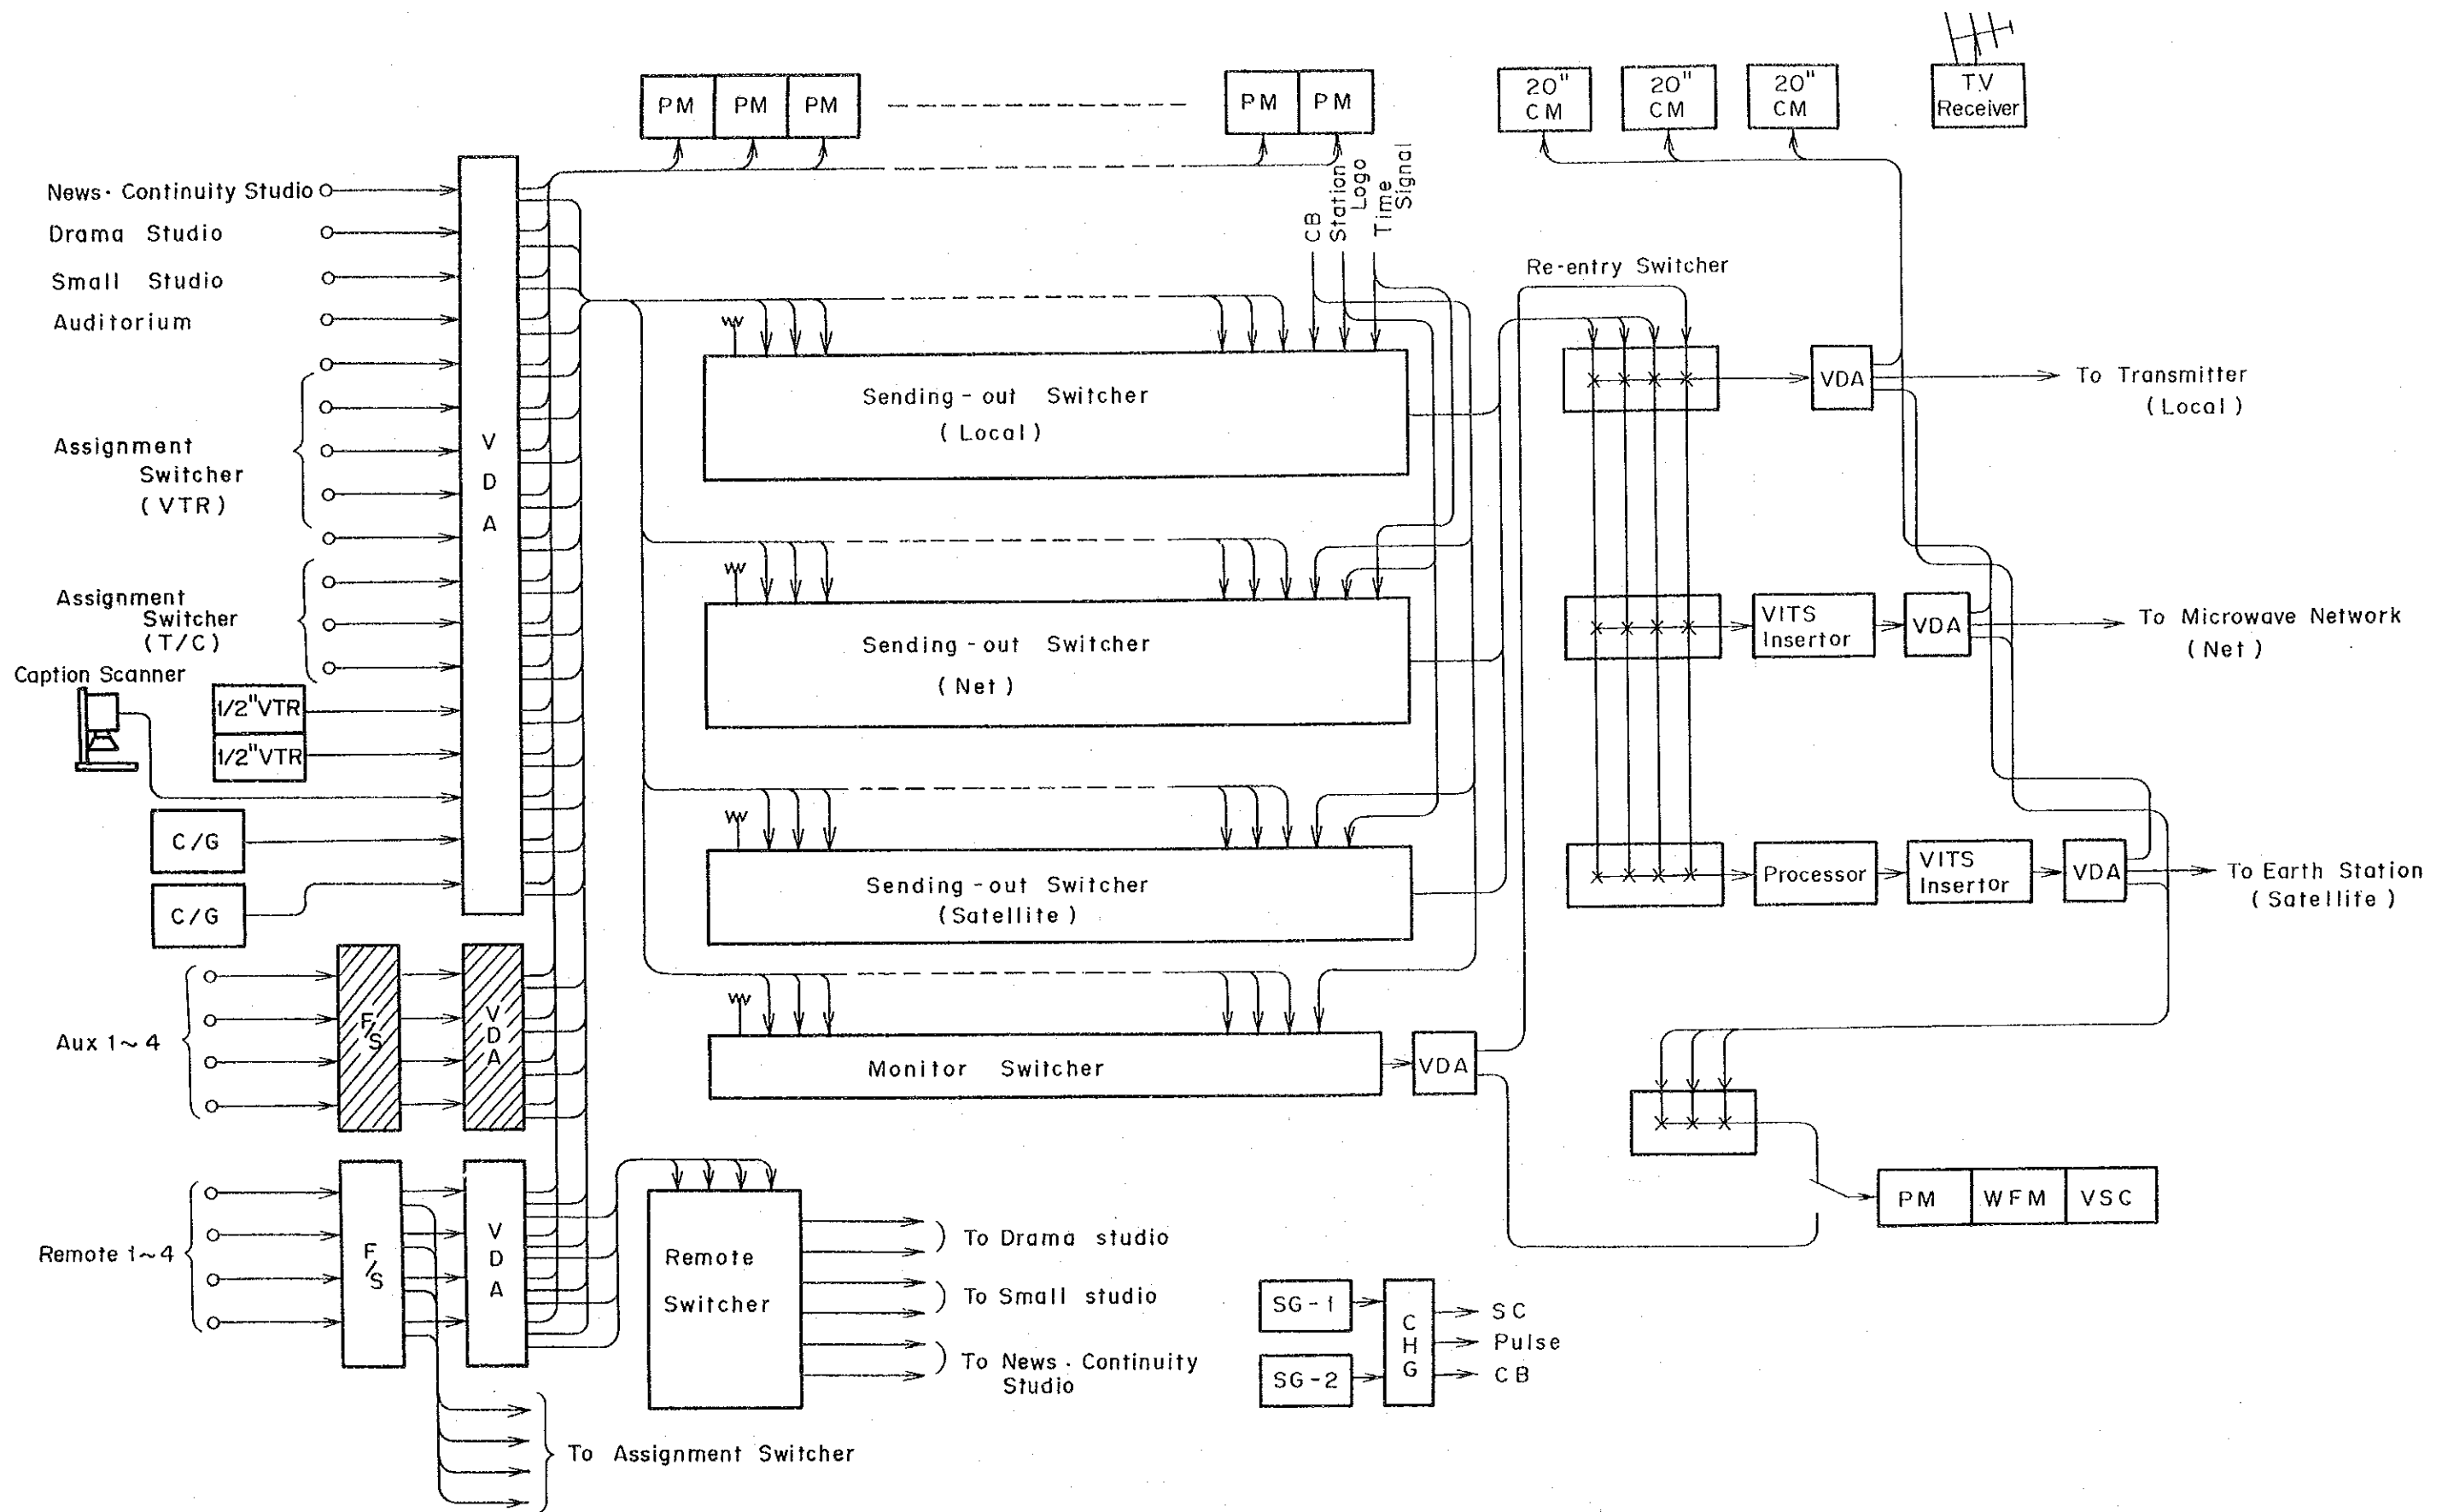 PM PM PM PM PM
20" CM 20" CM 20" CM
TV
Receiver
CB
Station
Logo
Time
Signal
News・Continuity Studio
Drama Studio
Small Studio
Auditorium
Assignment
Switcher
(VTR)
Assignment
Switcher
(T/C)
Caption Scanner
1/2"VTR
1/2"VTR
C/G
C/G
VDA
Aux 1~4
F/S
VDA
Remote 1~4
F/S
VDA
To Assignment Switcher
Sending-out Switcher
(Local)
Sending-out Switcher
(Net)
Sending-out Switcher
(Satellite)
Monitor Switcher
VDA
Remote
Switcher
To Drama studio
To Small studio
To News・Continuity
Studio
SG-1
SG-2
CHG
SC
Pulse
CB
Re-entry Switcher
VDA
To Transmitter
(Local)
VITS
Insertor
VDA
To Microwave Network
(Net)
Processor
VITS
Insertor
VDA
To Earth Station
(Satellite)
PM WFM VSC